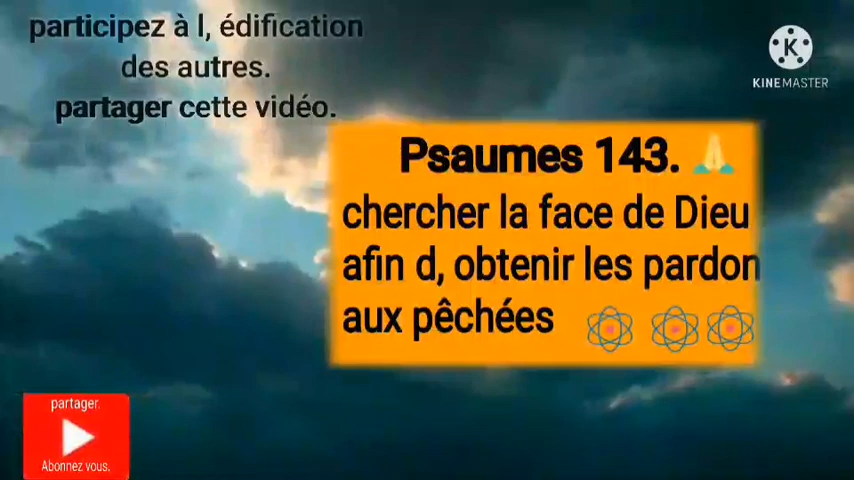 participez à l, édification
des autres.
partager cette vidéo.
KINEMASTER
Psaumes 143. 🙏
chercher la face de Dieu
afin d, obtenir les pardon
aux pêchées
partager.
Abonnez vous.